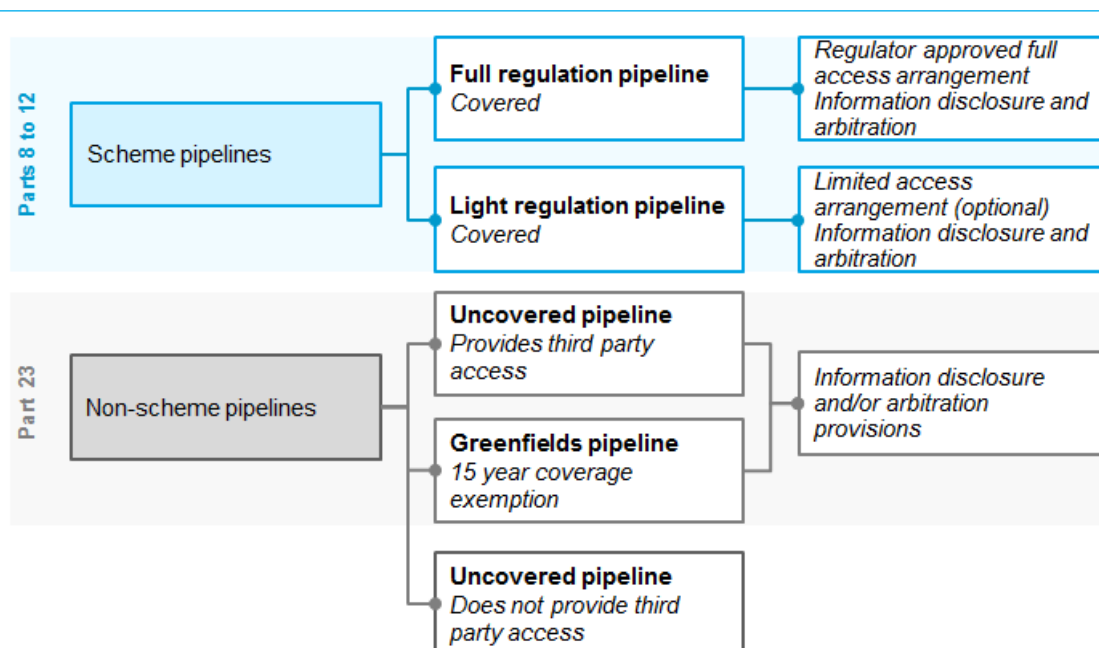 Parts 8 to 12
Scheme pipelines
Full regulation pipeline
Covered
Regulator approved full
access arrangement
Information disclosure and
arbitration
Light regulation pipeline
Covered
Limited access
arrangement (optional)
Information disclosure and
arbitration
Part 23
Non-scheme pipelines
Uncovered pipeline
Provides third party
access
Greenfields pipeline
15 year coverage
exemption
Information disclosure
and/or arbitration
provisions
Uncovered pipeline
Does not provide third
party access